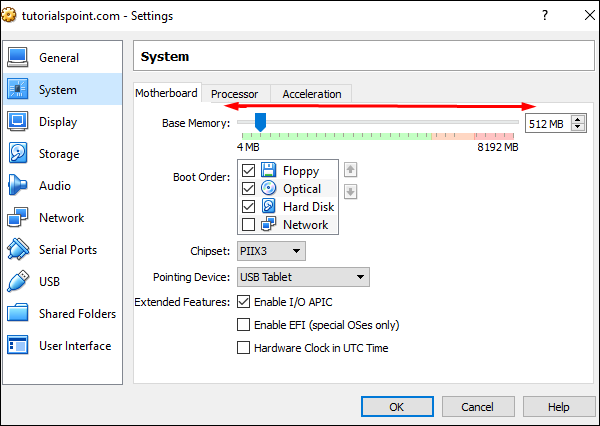 tutorialspoint.com - Settings
?
General
System
Display
Storage
Audio
Network
Serial Ports
USB
Shared Folders
User Interface
System
Motherboard Processor Acceleration
Base Memory: 512 MB
4 MB 8192 MB
Boot Order: Floppy
Optical
Hard Disk
Network
Chipset: PIIX3
Pointing Device: USB Tablet
Extended Features: Enable I/O APIC
Enable EFI (special OSes only)
Hardware Clock in UTC Time
OK Cancel Help